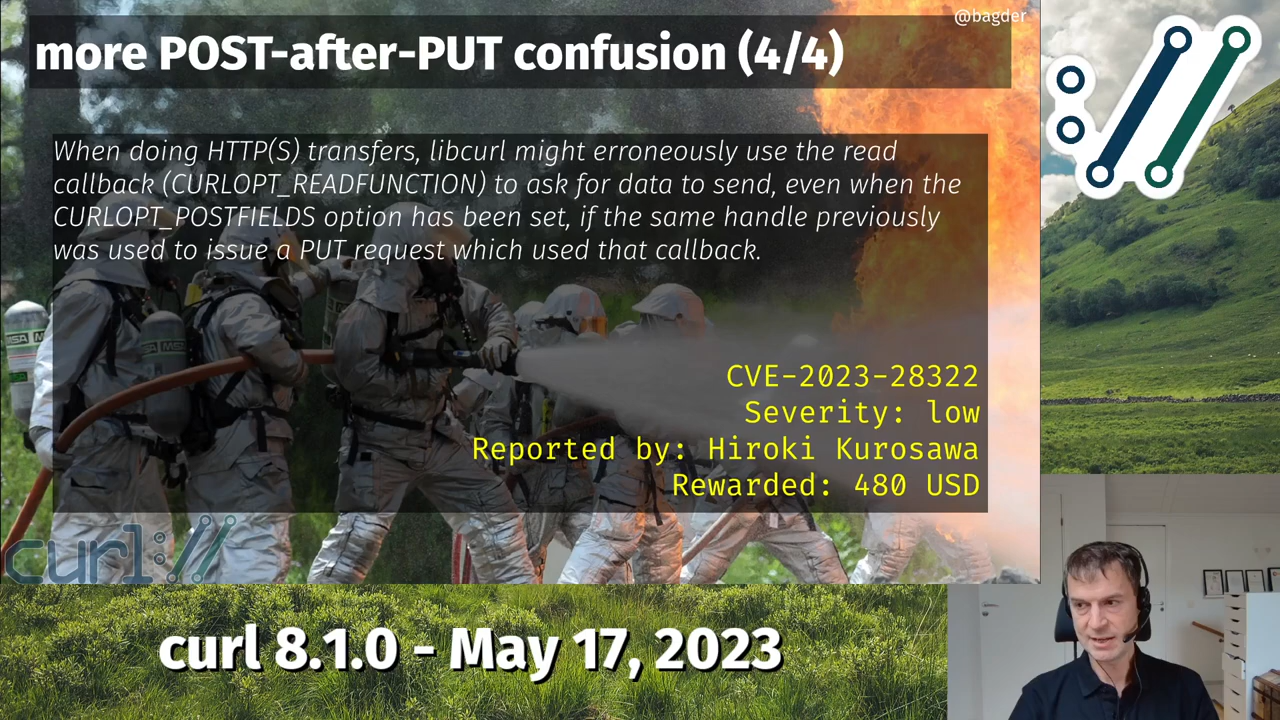 @bagder
more POST-after-PUT confusion (4/4)
When doing HTTP(S) transfers, libcurl might erroneously use the read
callback (CURLOPT_READFUNCTION) to ask for data to send, even when the
CURLOPT_POSTFIELDS option has been set, if the same handle previously
was used to issue a PUT request which used that callback.
MSA
MSA
CVE-2023-28322
Severity: low
Reported by: Hiroki Kurosawa
Rewarded: 480 USD
curl://
curl 8.1.0 - May 17, 2023